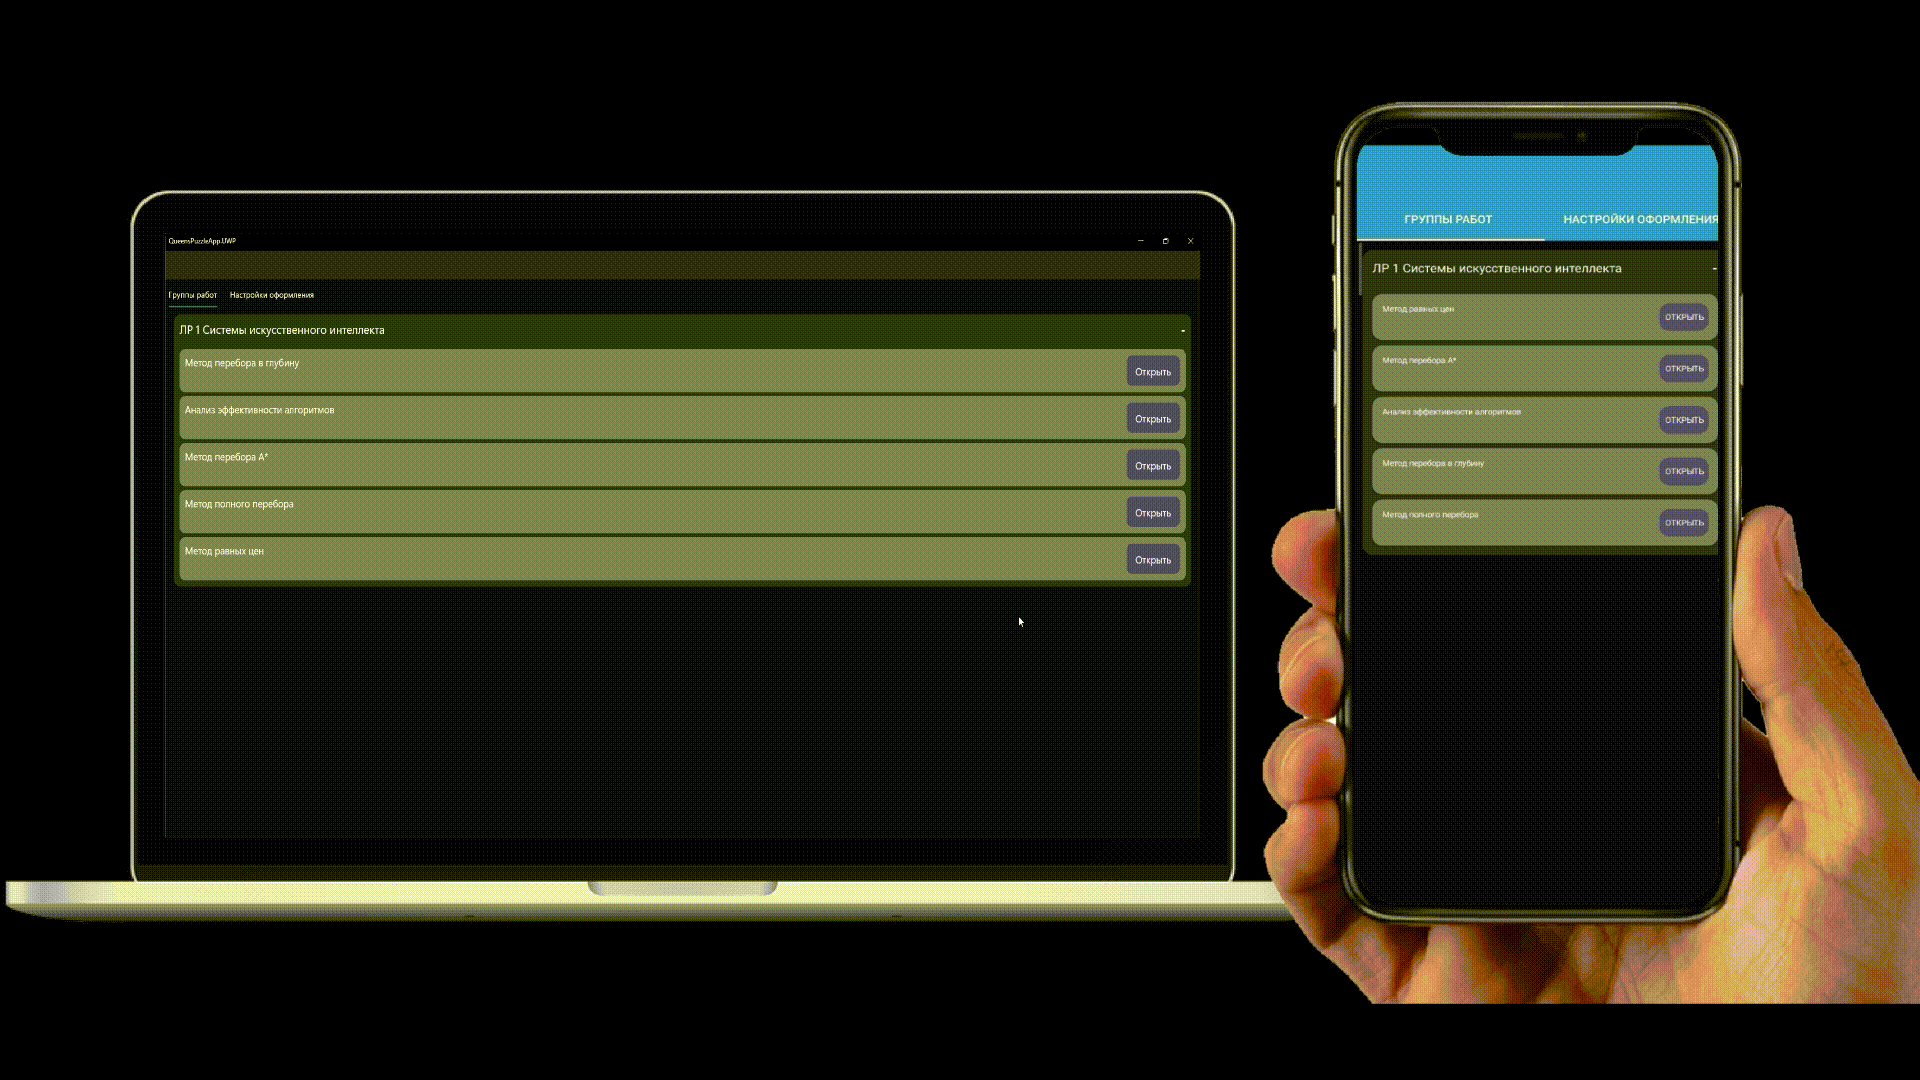 QueensPuzzleApp.UWP
Группы работ Настройки оформления
ЛР 1 Системы искусственного интеллекта -
Метод перебора в глубину Открыть
Анализ эффективности алгоритмов Открыть
Метод перебора A* Открыть
Метод полного перебора Открыть
Метод равных цен Открыть
ГРУППЫ РАБОТ НАСТРОЙКИ ОФОРМЛЕНИЯ
ЛР 1 Системы искусственного интеллекта -
Метод равных цен ОТКРЫТЬ
Метод перебора A* ОТКРЫТЬ
Анализ эффективности алгоритмов ОТКРЫТЬ
Метод перебора в глубину ОТКРЫТЬ
Метод полного перебора ОТКРЫТЬ